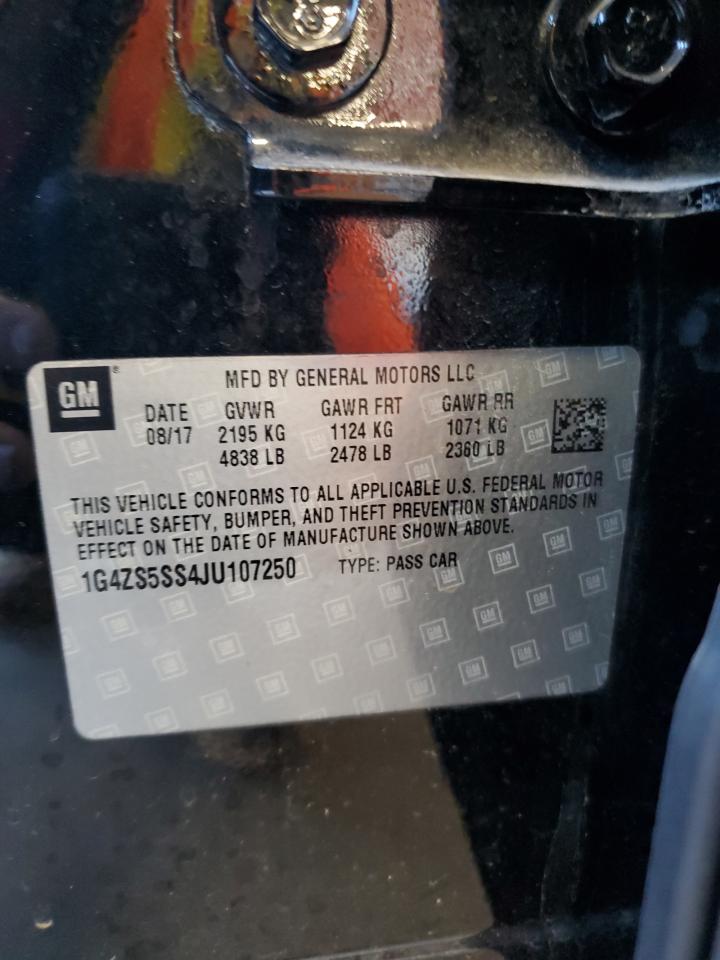 GM
MFD BY GENERAL MOTORS LLC
DATE GVWR GAWR FRT GAWR RR
08/17 2195 KG 1124 KG 1071 KG
4838 LB 2478 LB 2360 LB
THIS VEHICLE CONFORMS TO ALL APPLICABLE U.S. FEDERAL MOTOR
VEHICLE SAFETY, BUMPER, AND THEFT PREVENTION STANDARDS IN
EFFECT ON THE DATE OF MANUFACTURE SHOWN ABOVE.
1G4ZS5SS4JU107250 TYPE: PASS CAR